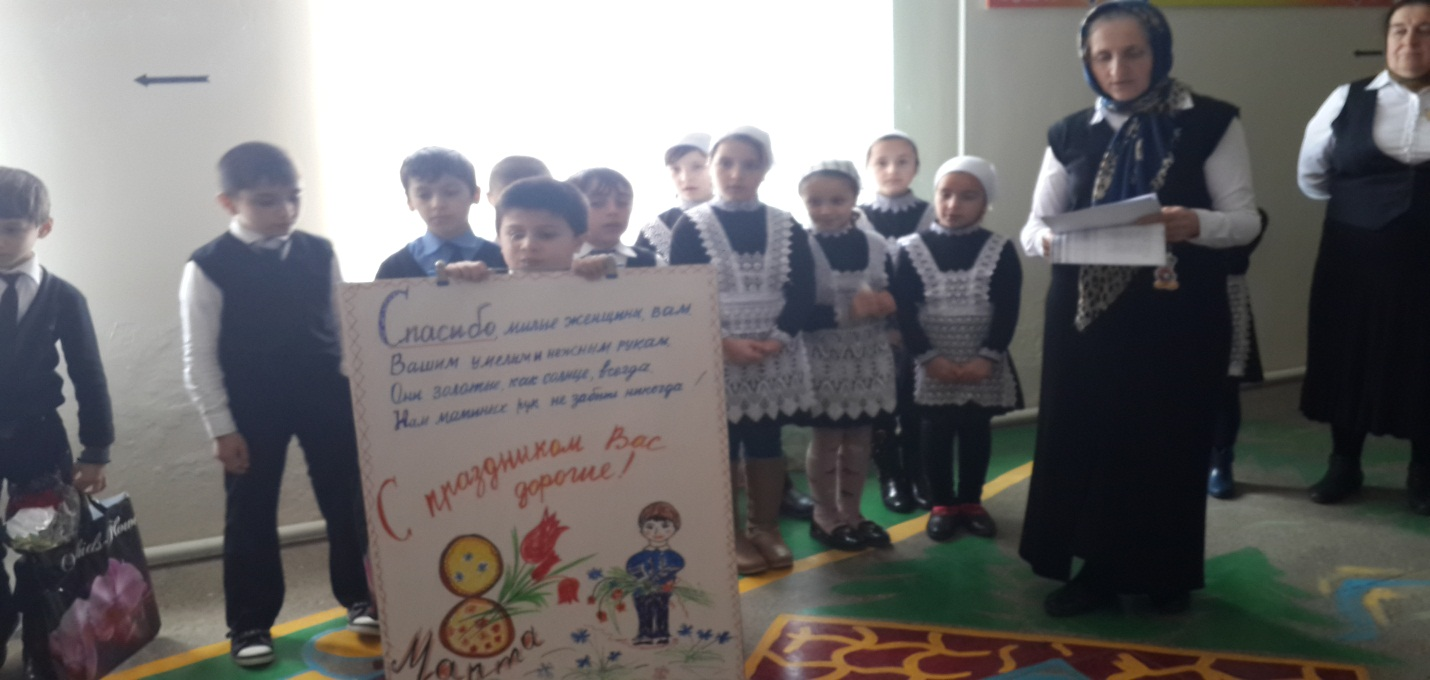 Спасибо, милые женщины, вам
Вашим умелым и нежным рукам,
Они золотые, как солнце, всегда,
Нам маминых рук не забыть никогда!
С праздником Вас
дорогие!
8
Марта